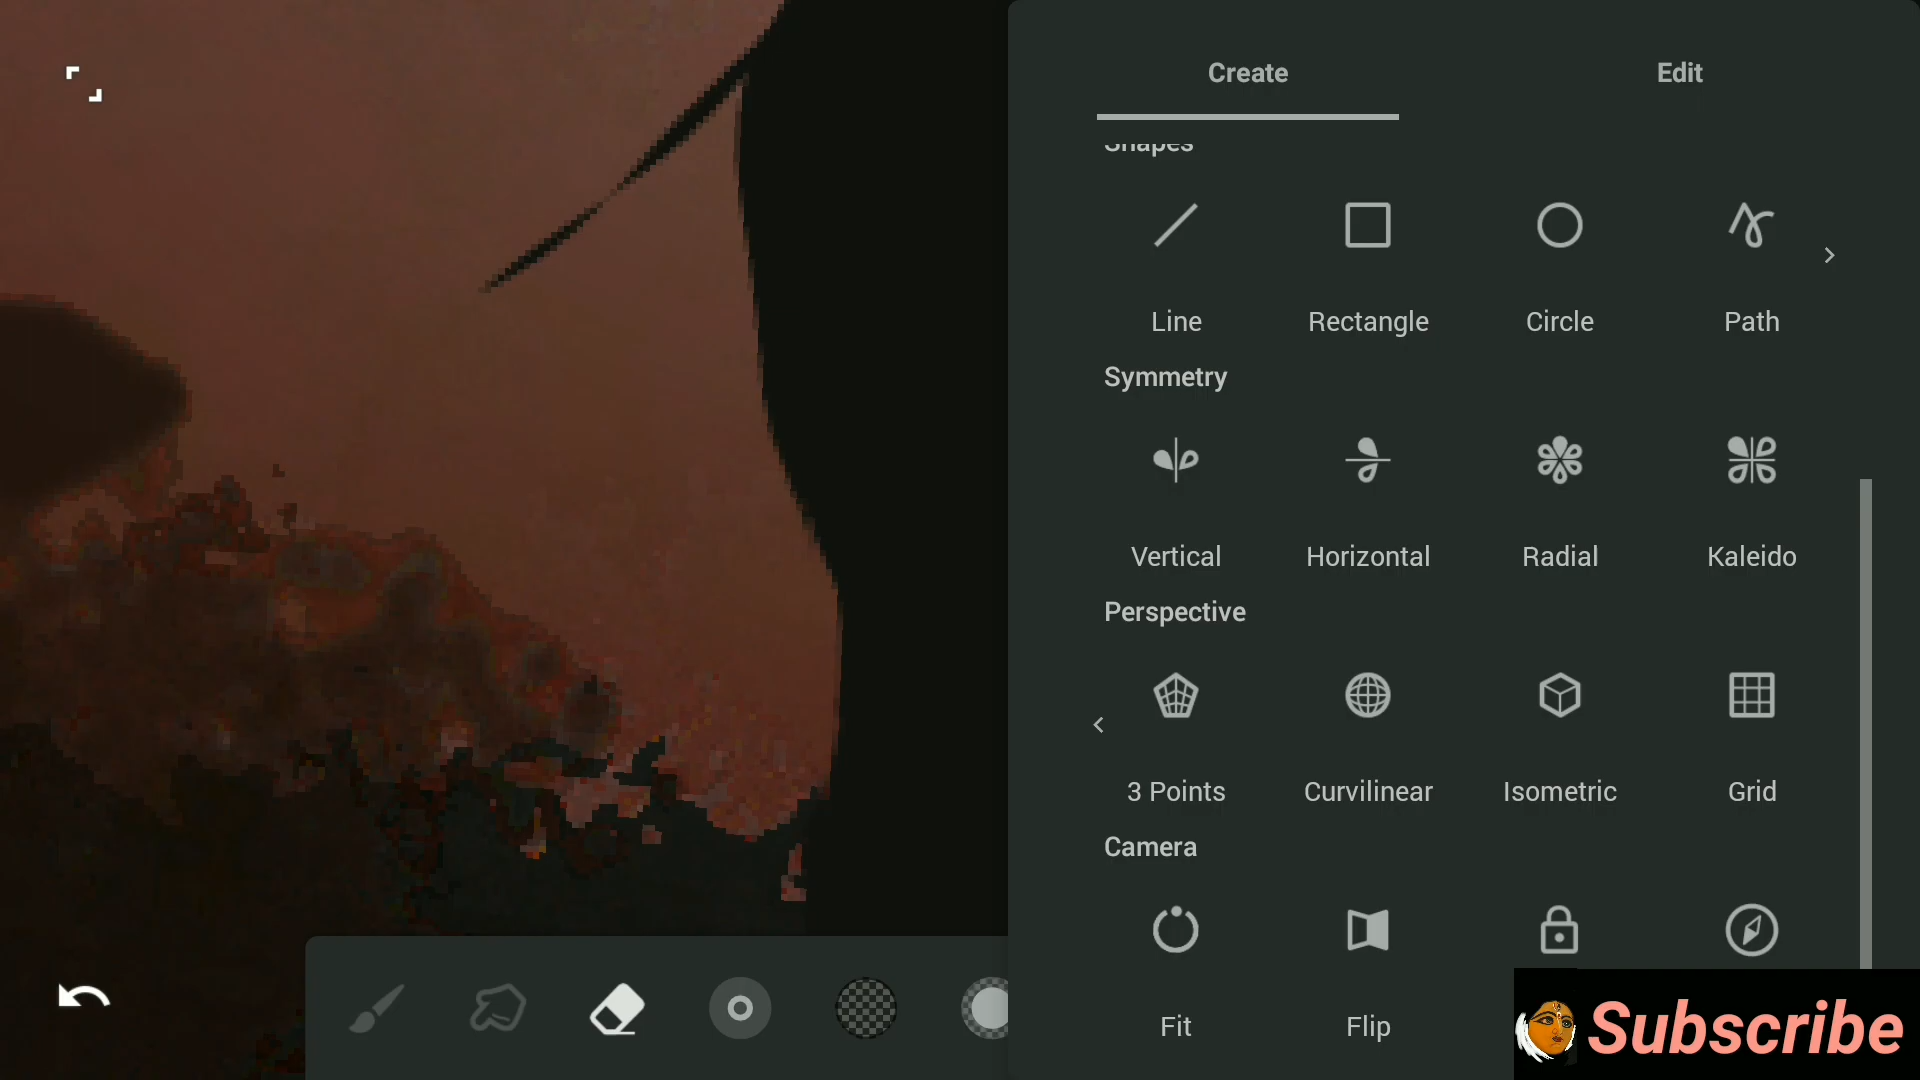 Create Edit
Shapes
Line Rectangle Circle Path
Symmetry
Vertical Horizontal Radial Kaleido
Perspective
3 Points Curvilinear Isometric Grid
Camera
Fit Flip
Subscribe